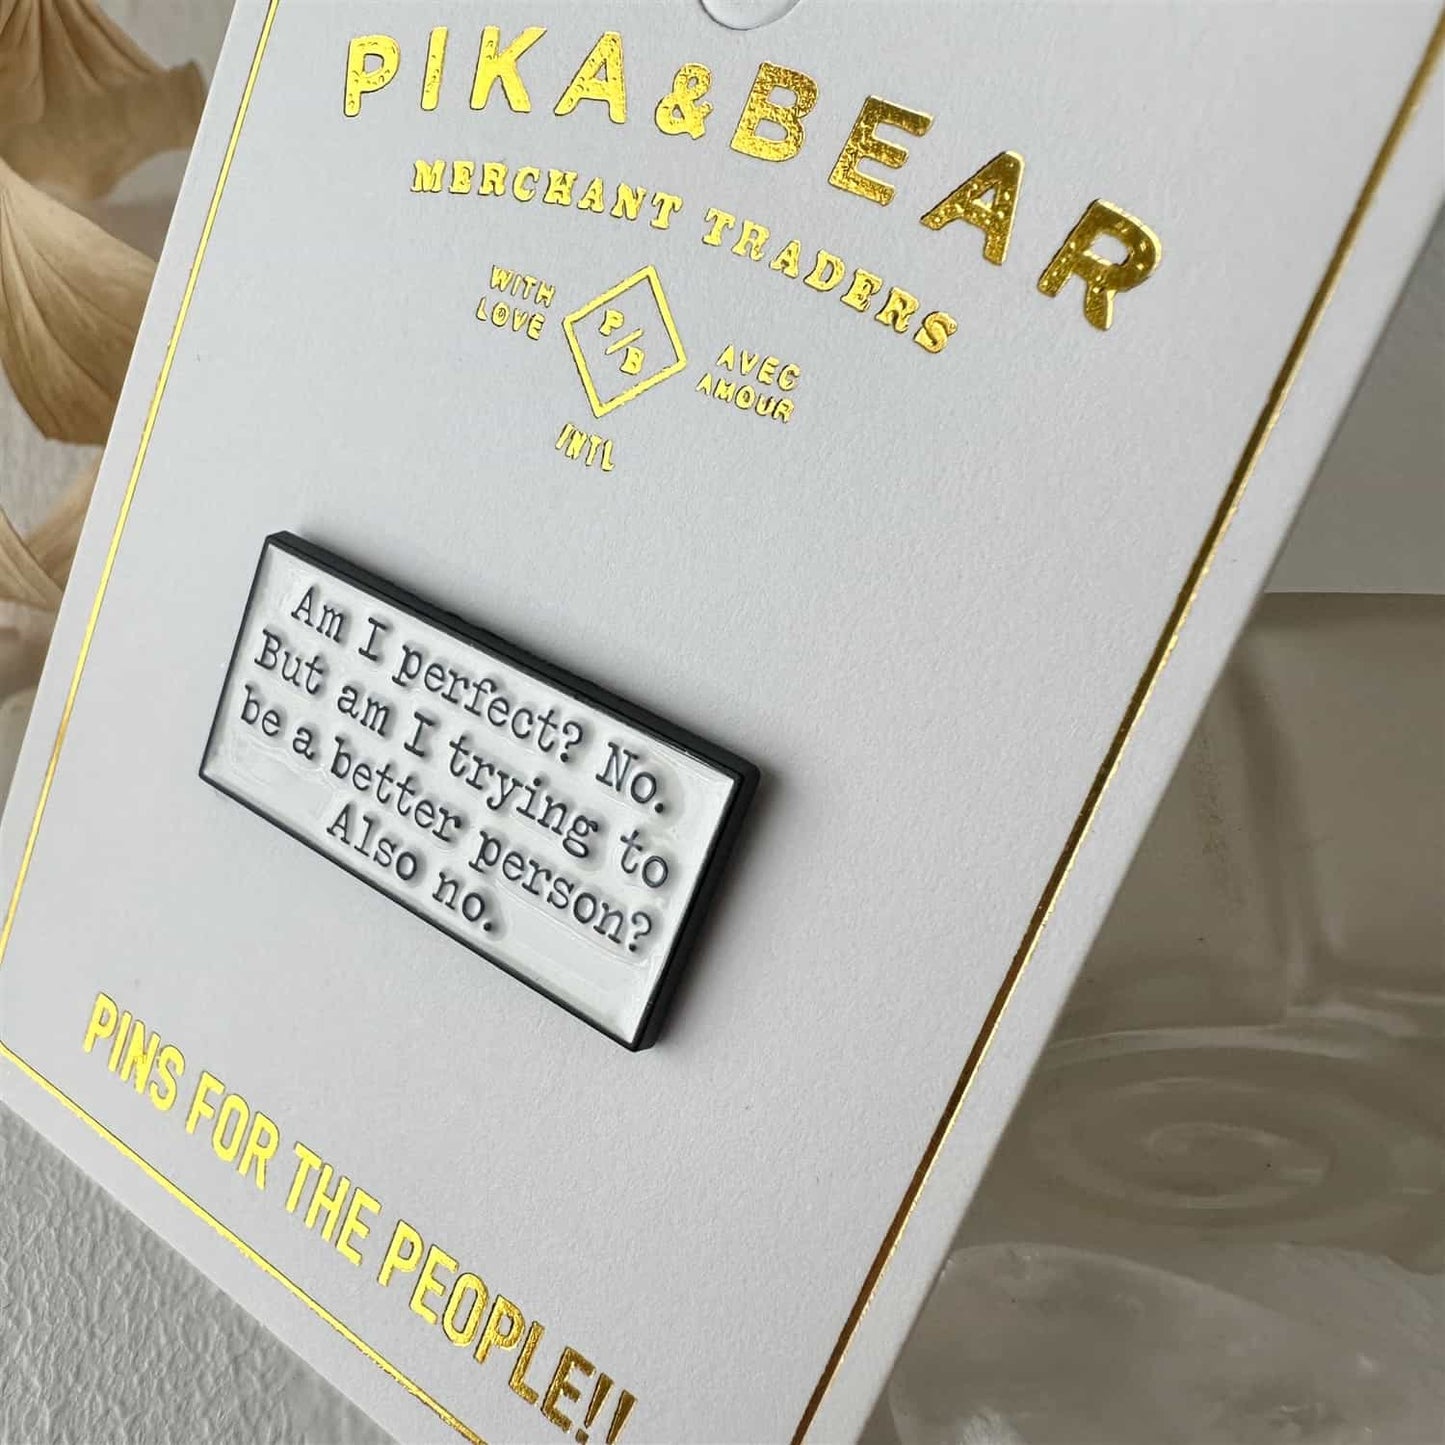 PIKA&BEAR
MERCHANT TRADERS
WITH
LOVE
P/B
AVEC
AMOUR
INTL
Am I perfect? No.
But am I trying to
be a better person?
Also no.
PINS FOR THE PEOPLE!!